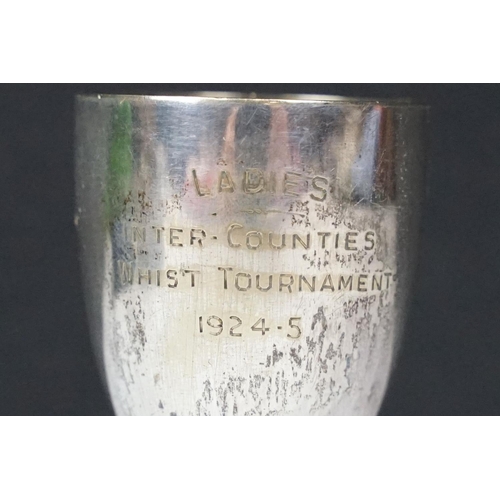 LADIES
INTER-COUNTIES
WHIST TOURNAMENT
1924-5